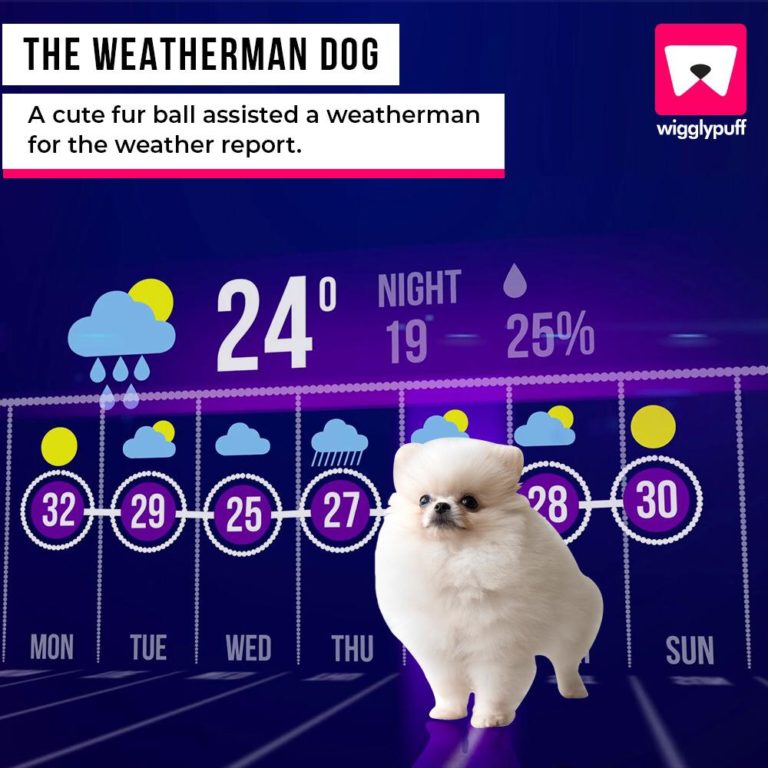 THE WEATHERMAN DOG
A cute fur ball assisted a weatherman
for the weather report.
wigglypuff
24°
NIGHT
19
25%
32 29 25 27 28 30
MON TUE WED THU SUN